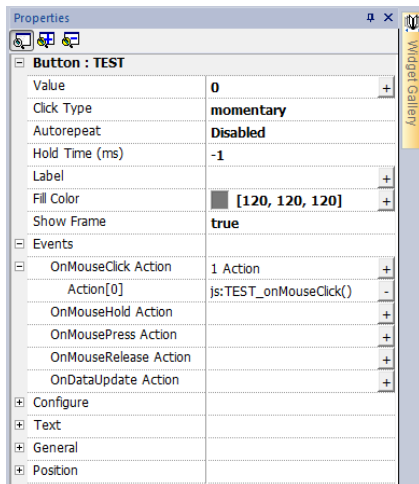 Properties
Widget Gallery
Button : TEST
Value 0 +
Click Type momentary
Autorepeat Disabled
Hold Time (ms) -1
Label +
Fill Color [120, 120, 120] +
Show Frame true
Events
OnMouseClick Action 1 Action +
Action[0] js:TEST_onMouseClick() -
OnMouseHold Action +
OnMousePress Action +
OnMouseRelease Action +
OnDataUpdate Action +
Configure
Text
General
Position